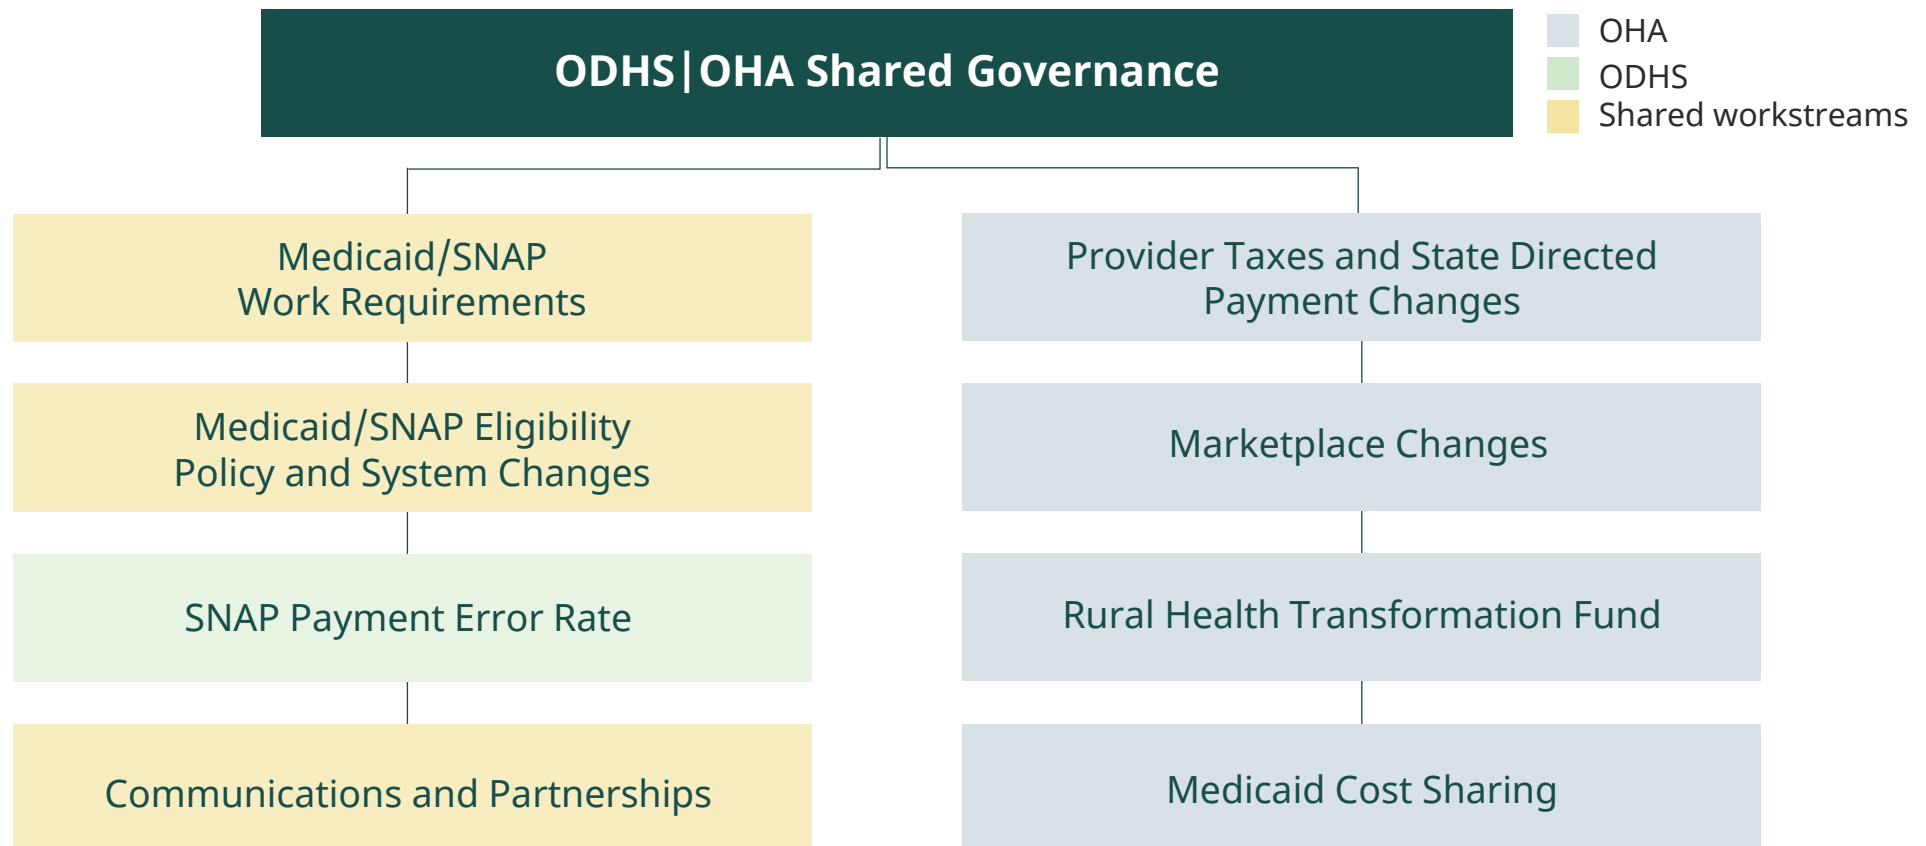 ODHS|OHA Shared Governance
OHA
ODHS
Shared workstreams
Medicaid/SNAP
Work Requirements
Medicaid/SNAP Eligibility
Policy and System Changes
SNAP Payment Error Rate
Communications and Partnerships
Provider Taxes and State Directed
Payment Changes
Marketplace Changes
Rural Health Transformation Fund
Medicaid Cost Sharing